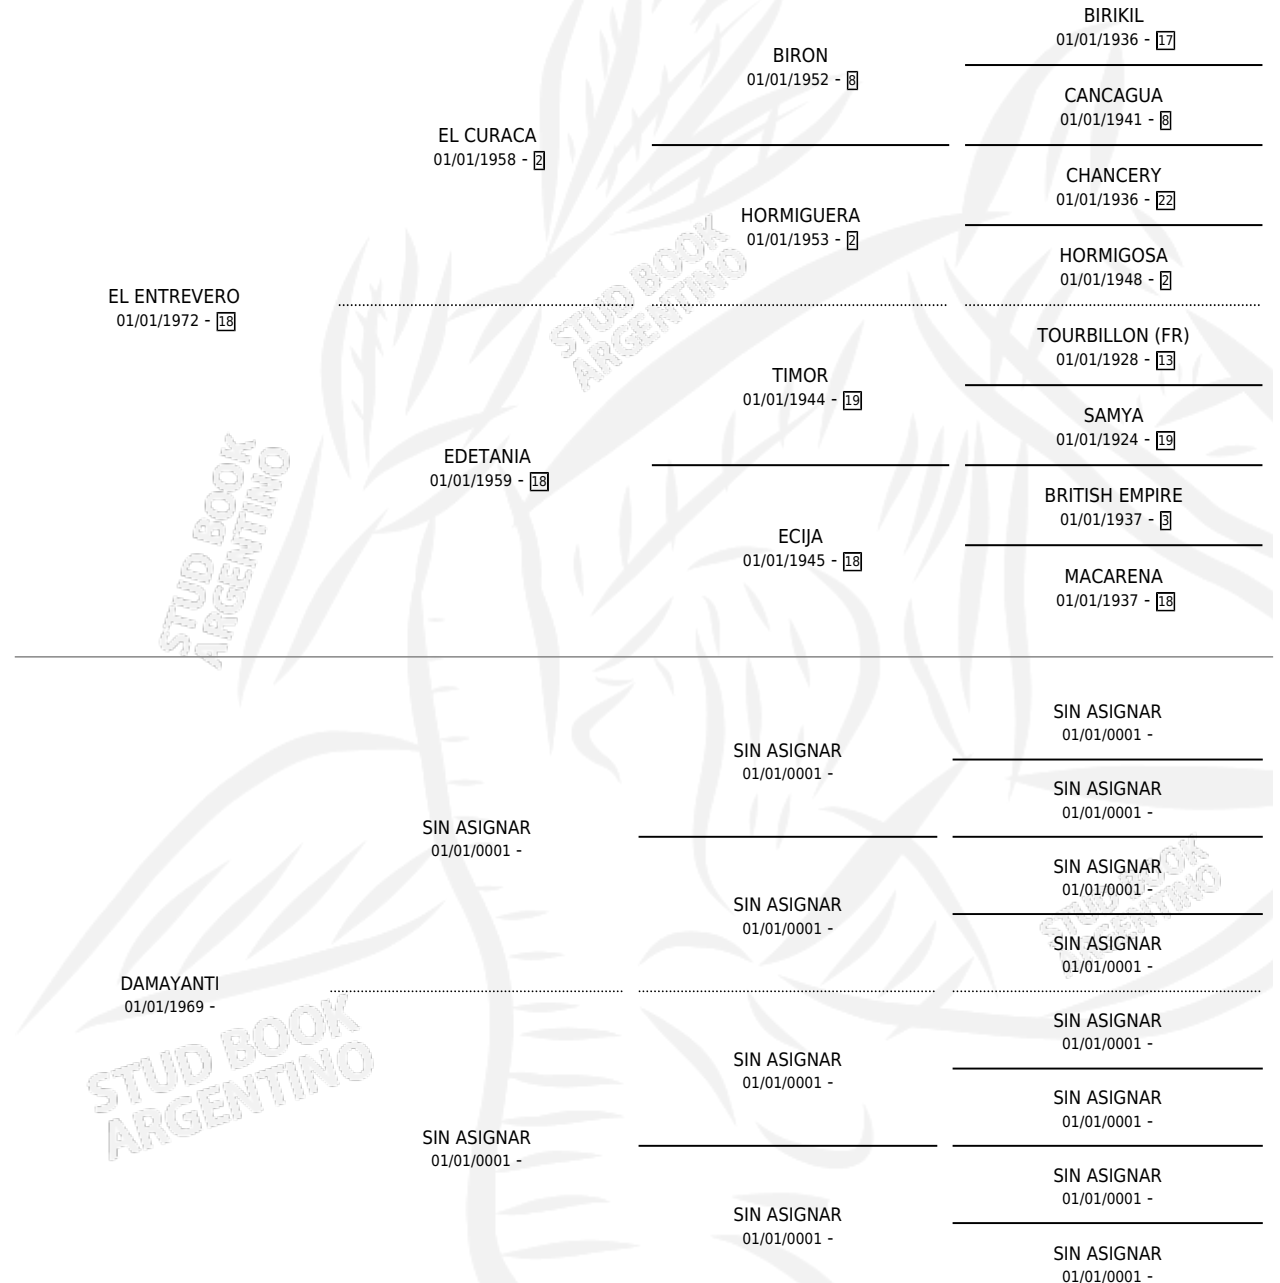 BIRIKIL
01/01/1936 - 17
BIRON
01/01/1952 - 8
CANCAGUA
01/01/1941 - 8
EL CURACA
01/01/1958 - 2
CHANCERY
01/01/1936 - 22
HORMIGUERA
01/01/1953 - 2
HORMIGOSA
01/01/1948 - 2
EL ENTREVERO
01/01/1972 - 18
STUD BOOK
ARGENTINO
TOURBILLON (FR)
01/01/1928 - 13
TIMOR
01/01/1944 - 19
SAMYA
01/01/1924 - 19
EDETANIA
01/01/1959 - 18
BRITISH EMPIRE
01/01/1937 - 3
ECIJA
01/01/1945 - 18
MACARENA
01/01/1937 - 18
STUD BOOK
ARGENTINO
SIN ASIGNAR
01/01/0001 -
SIN ASIGNAR
01/01/0001 -
SIN ASIGNAR
01/01/0001 -
SIN ASIGNAR
01/01/0001 -
SIN ASIGNAR
01/01/0001 -
SIN ASIGNAR
01/01/0001 -
SIN ASIGNAR
01/01/0001 -
STUD BOOK
ARGENTINO
DAMAYANTI
01/01/1969 -
SIN ASIGNAR
01/01/0001 -
SIN ASIGNAR
01/01/0001 -
SIN ASIGNAR
01/01/0001 -
STUD BOOK
ARGENTINO
SIN ASIGNAR
01/01/0001 -
SIN ASIGNAR
01/01/0001 -
SIN ASIGNAR
01/01/0001 -
SIN ASIGNAR
01/01/0001 -